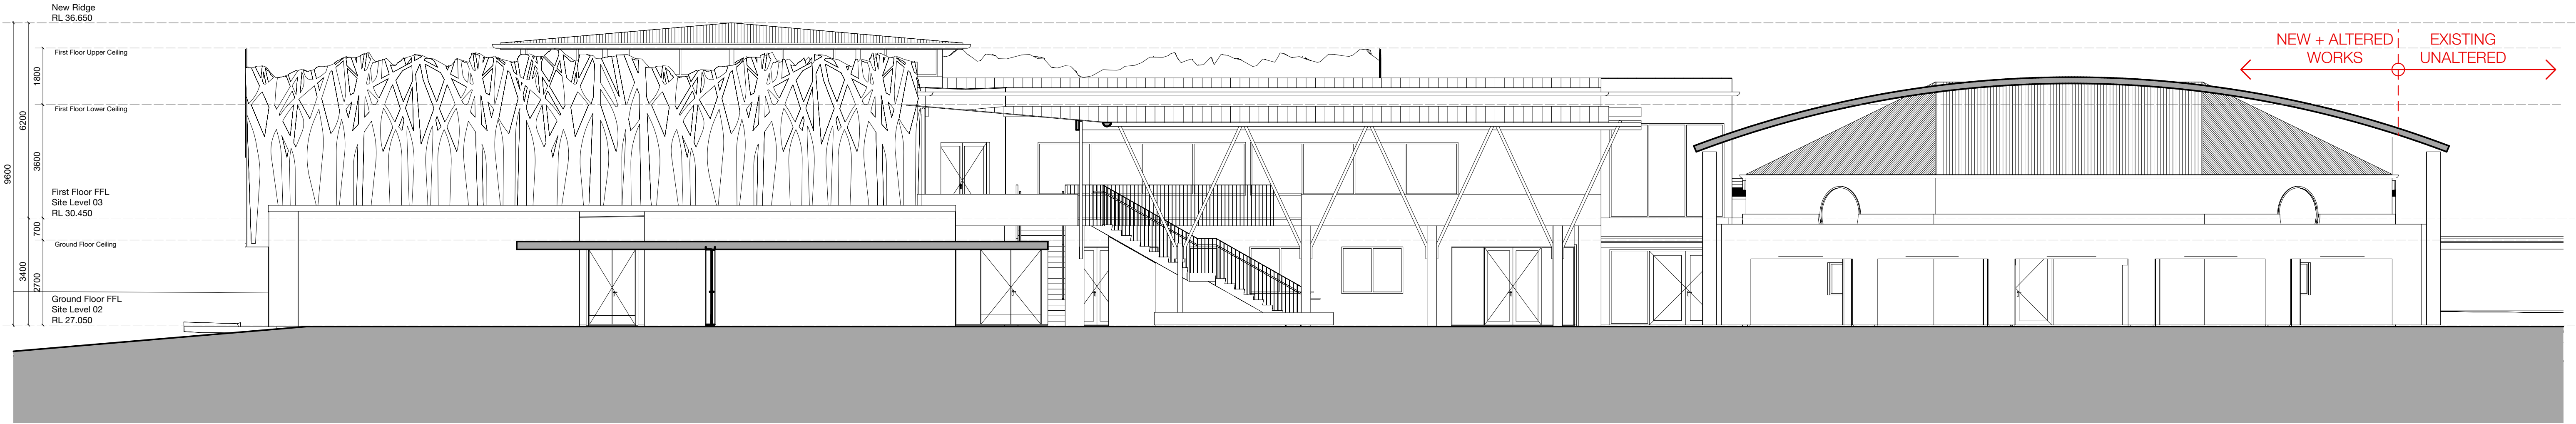 New Ridge
RL 36.650
First Floor Upper Ceiling
1800
First Floor Lower Ceiling
6200
3600
9600
First Floor FFL
Site Level 03
RL 30.450
700
Ground Floor Ceiling
3400
2700
Ground Floor FFL
Site Level 02
RL 27.050
NEW + ALTERED
WORKS
EXISTING
UNALTERED